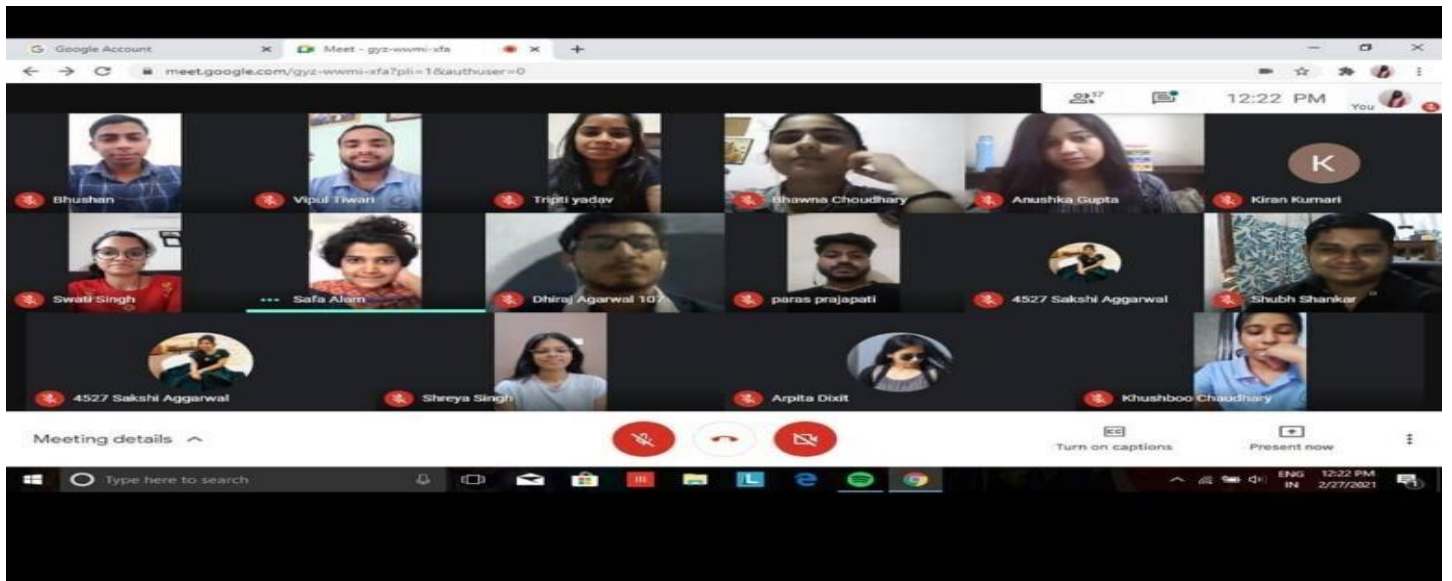 Google Account
Meet - gyz-wwmi-xfa
meet.google.com/gyz-wwmi-xfa?pli=1&authuser=0
17
12:22 PM
You
Bhushan
Vipul Tiwari
Tripti yadav
Bhawna Choudhary
Anushka Gupta
K
Kiran Kumari
Swati Singh
Safa Alam
Dhiraj Agarwal 107
paras prajapati
4527 Sakshi Aggarwal
Shubh Shankar
4527 Sakshi Aggarwal
Shreya Singh
Arpita Dixit
Khushboo Chaudhary
Meeting details
CC
Turn on captions
Present now
Type here to search
L
ENG
IN
12:22 PM
2/27/2021
1